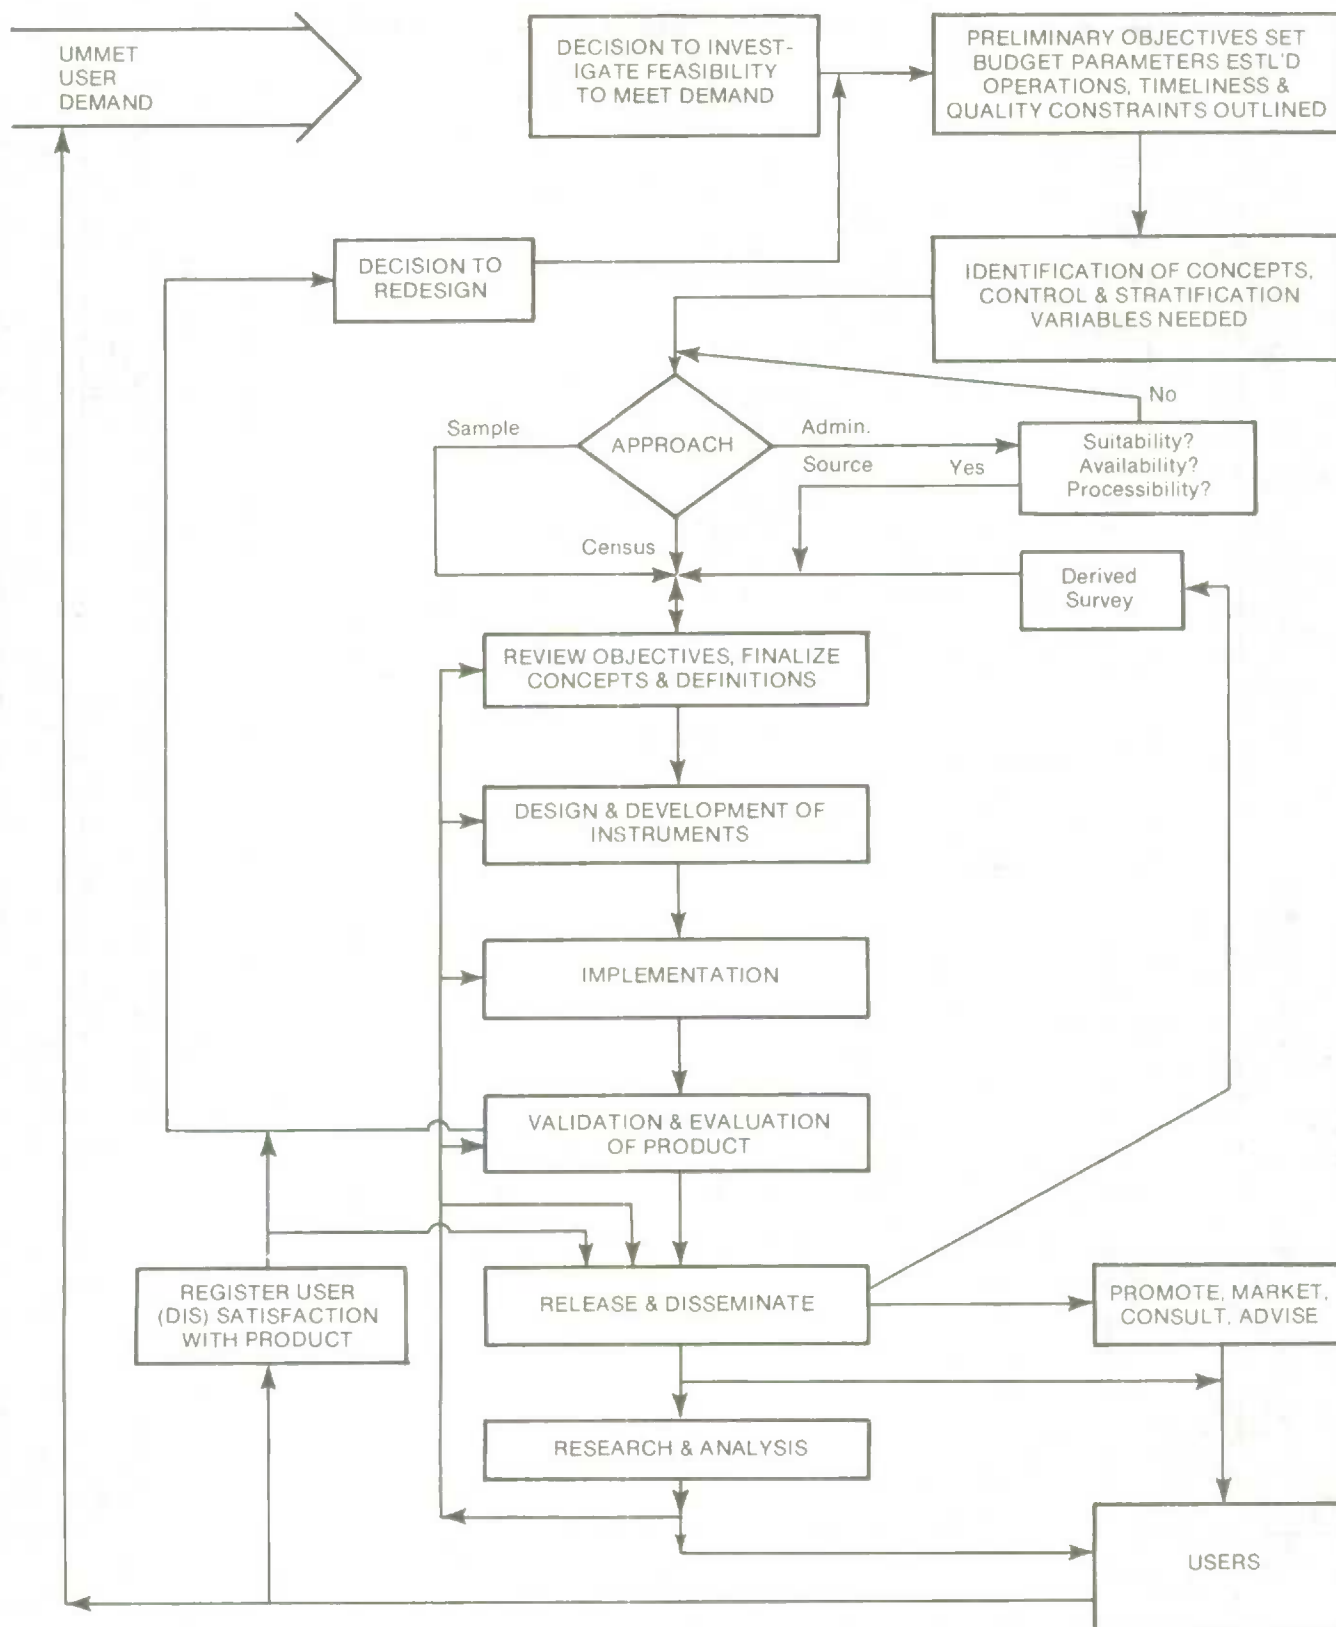 UMMET
USER
DEMAND
DECISION TO INVEST-
IGATE FEASIBILITY
TO MEET DEMAND
PRELIMINARY OBJECTIVES SET
BUDGET PARAMETERS ESTL'D
OPERATIONS, TIMELINESS &
QUALITY CONSTRAINTS OUTLINED
DECISION TO
REDESIGN
IDENTIFICATION OF CONCEPTS,
CONTROL & STRATIFICATION
VARIABLES NEEDED
No
Sample
APPROACH
Admin.
Source
Yes
Suitability?
Availability?
Processibility?
Census
Derived
Survey
REVIEW OBJECTIVES, FINALIZE
CONCEPTS & DEFINITIONS
DESIGN & DEVELOPMENT OF
INSTRUMENTS
IMPLEMENTATION
VALIDATION & EVALUATION
OF PRODUCT
REGISTER USER
(DIS) SATISFACTION
WITH PRODUCT
RELEASE & DISSEMINATE
PROMOTE, MARKET,
CONSULT, ADVISE
RESEARCH & ANALYSIS
USERS